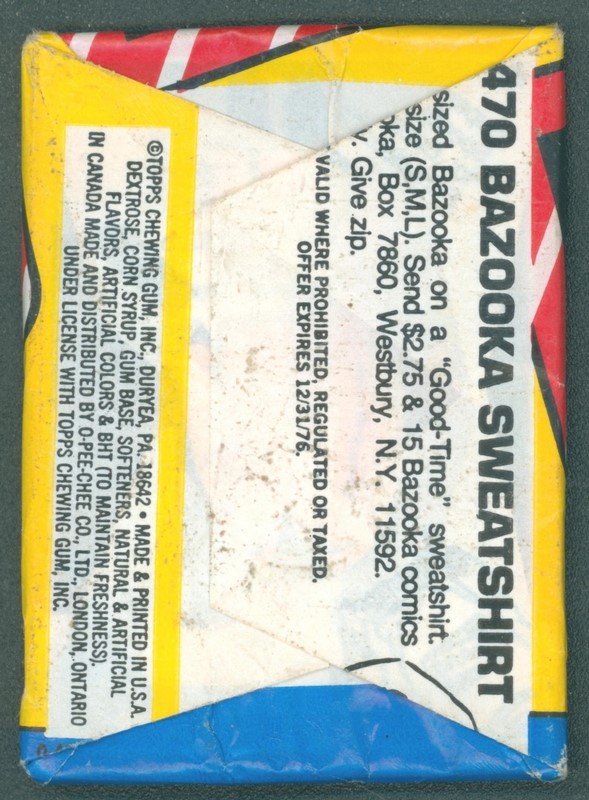 470 BAZOOKA SWEATSHIRT
sized Bazooka on a "Good-Time" sweatshirt.
size (S,M,L). Send $2.75 & 15 Bazooka comics
oka, Box 7860, Westbury, N.Y. 11592.
. Give zip.
VALID WHERE PROHIBITED, REGULATED OR TAXED.
OFFER EXPIRES 12/31/76.
©TOPPS CHEWING GUM, INC., DURYEA, PA. 18642 • MADE & PRINTED IN U.S.A.
DEXTROSE, CORN SYRUP, GUM BASE, SOFTENERS, NATURAL & ARTIFICIAL
FLAVORS, ARTIFICIAL COLORS & BHT (TO MAINTAIN FRESHNESS).
IN CANADA MADE AND DISTRIBUTED BY O-PEE-CHEE CO., LTD., LONDON, ONTARIO
UNDER LICENSE WITH TOPPS CHEWING GUM, INC.